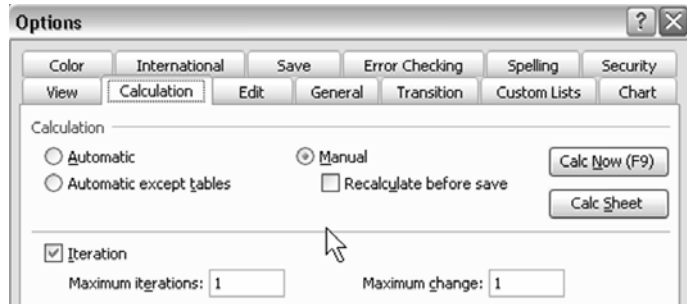 Options
Color International Save Error Checking Spelling Security
View Calculation Edit General Transition Custom Lists Chart
Calculation
Automatic Manual Calc Now (F9)
Automatic except tables Recalculate before save
Calc Sheet
Iteration
Maximum iterations: 1 Maximum change: 1